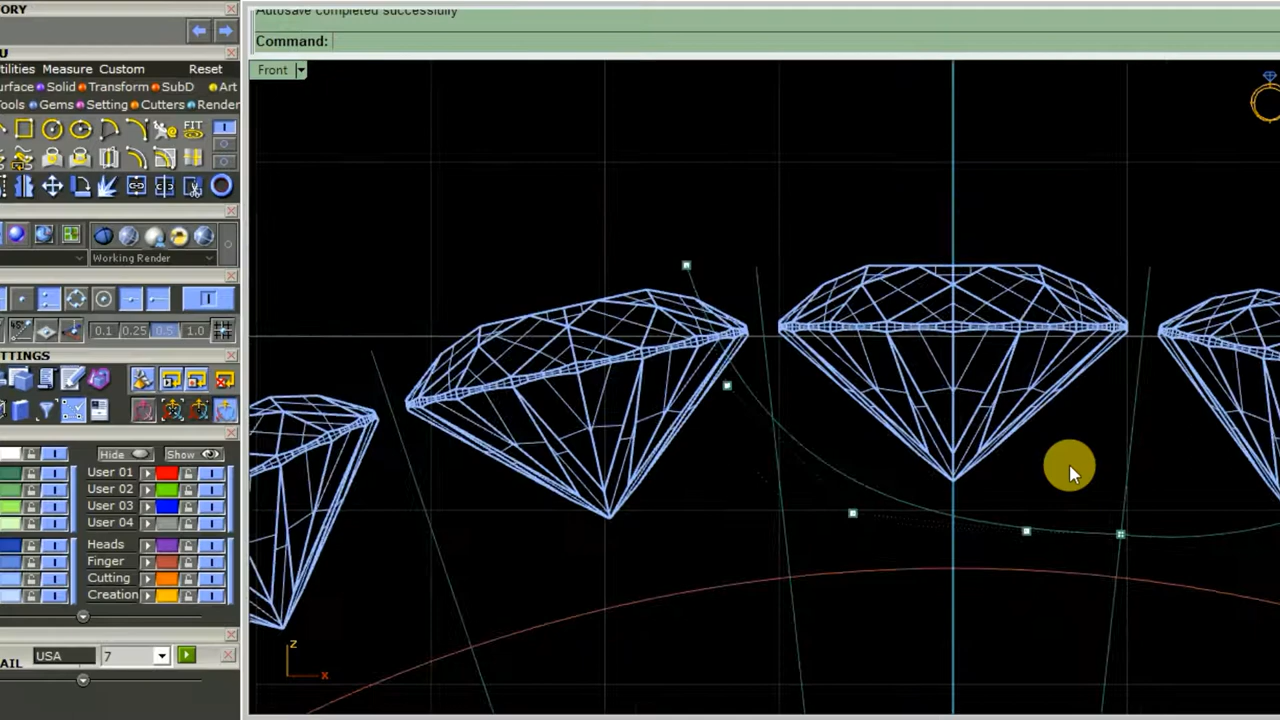 Autosave completed successfully
Command:
Front
ORY
U
tilities Measure Custom Reset
urface Solid Transform SubD Art
ools Gems Setting Cutters Render
FIT
Working Render
0.1 0.25 0.5 1.0
ETTINGS
Hide Show
User 01
User 02
User 03
User 04
Heads
Finger
Cutting
Creation
AIL USA 7
z
x